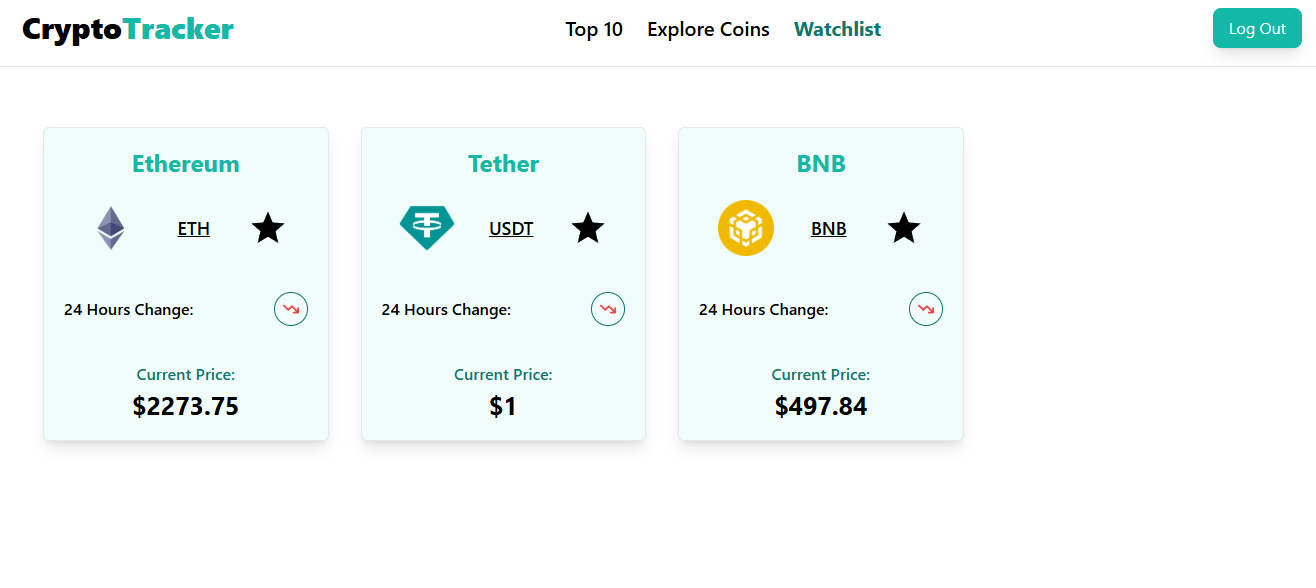 CryptoTracker
Top 10 Explore Coins Watchlist
Log Out
Ethereum
ETH
24 Hours Change:
Current Price:
$2273.75
Tether
USDT
24 Hours Change:
Current Price:
$1
BNB
BNB
24 Hours Change:
Current Price:
$497.84